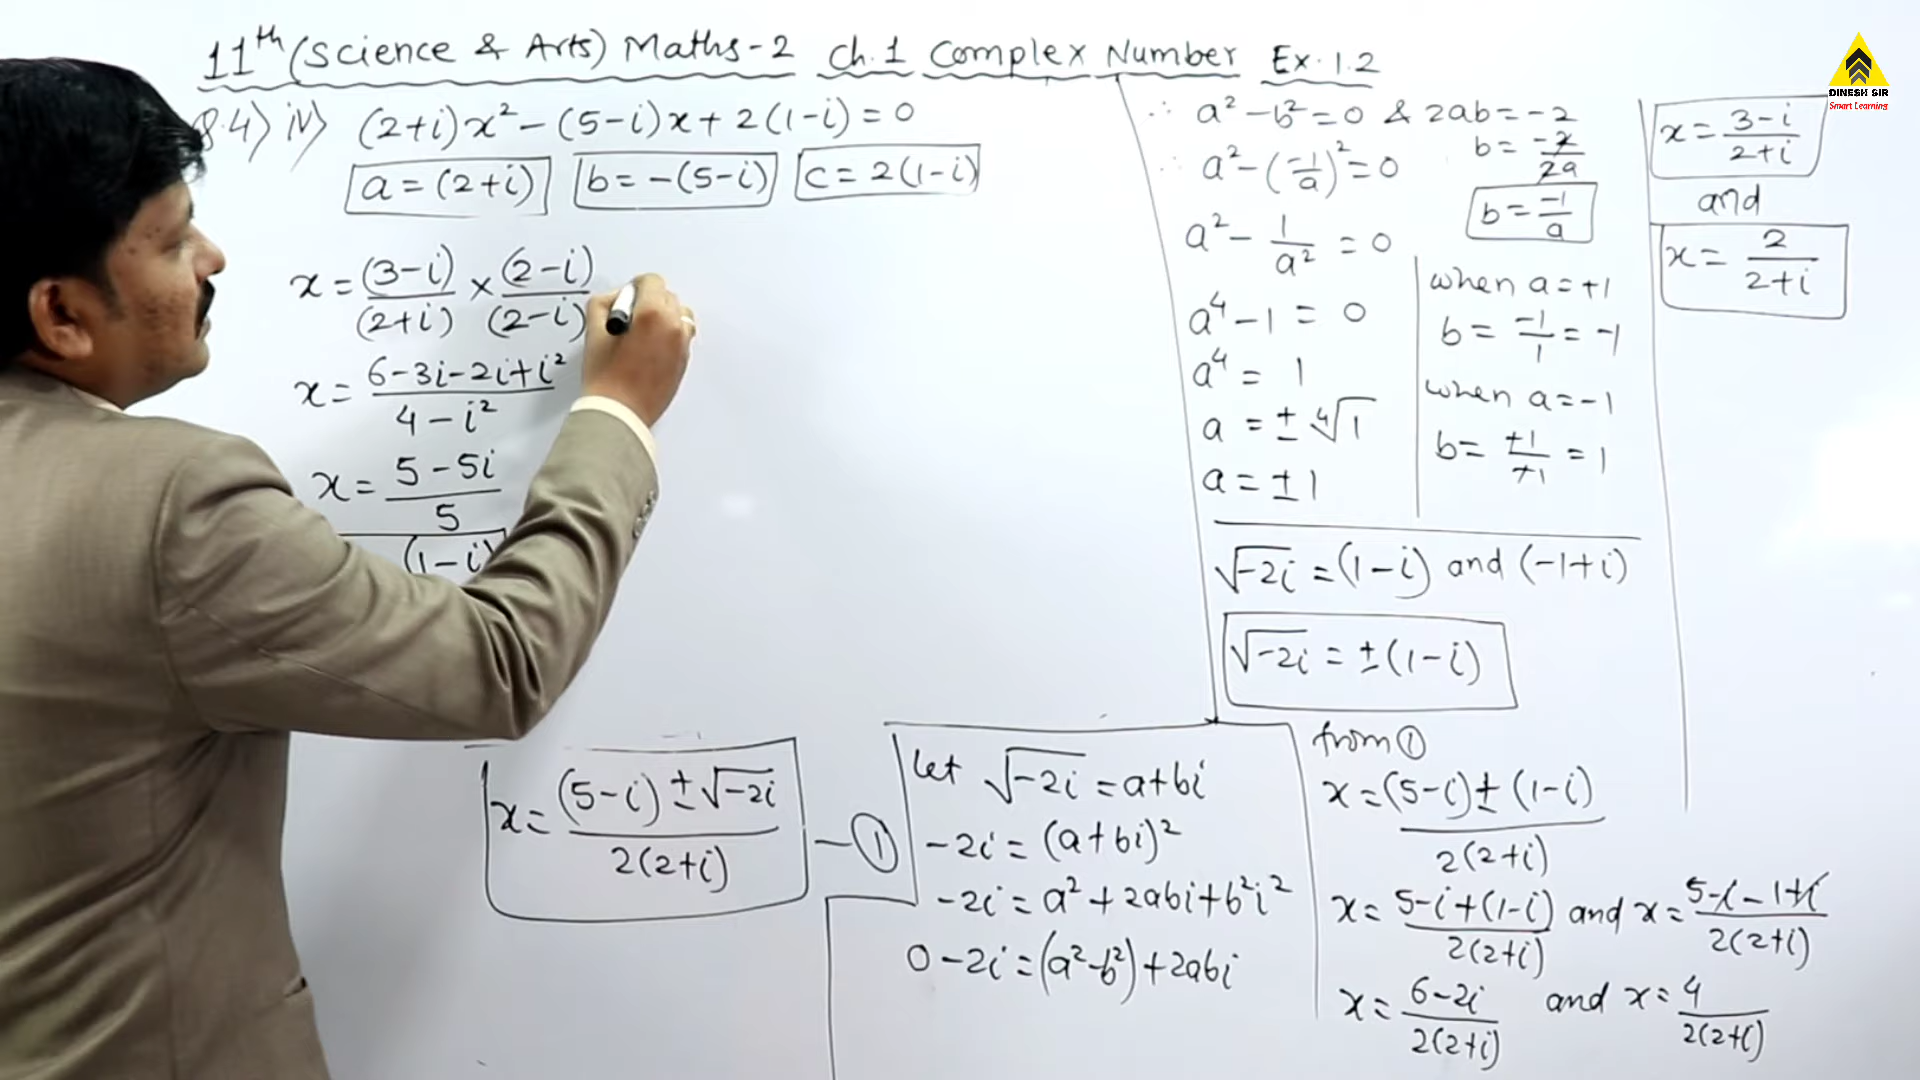 11th (Science & Arts) Maths-2 Ch.1 Complex Number Ex.1.2
DINESH SIR
Smart Learning
Q.4) iv) (2+i)x² - (5-i)x + 2(1-i) = 0
a = (2+i) b = -(5-i) c = 2(1-i)
x = (3-i)/(2+i) × (2-i)/(2-i)
x = (6-3i-2i+i²)/(4-i²)
x = (5-5i)/5
(1-i)
x = ((5-i) ± √-2i)/(2(2+i)) — ①
let √-2i = a+bi
-2i = (a+bi)²
-2i = a² + 2abi + b²i²
0-2i = (a²-b²) + 2abi
∴ a² - b² = 0 & 2ab = -2
b = -2/2a
∴ a² - (-1/a)² = 0
b = -1/a
a² - 1/a² = 0
a⁴ - 1 = 0
a⁴ = 1
a = ± ⁴√1
a = ±1
when a = +1
b = -1/1 = -1
when a = -1
b = +1/+1 = 1
√-2i = (1-i) and (-1+i)
√-2i = ±(1-i)
from ①
x = ((5-i) ± (1-i))/(2(2+i))
x = (5-i+(1-i))/(2(2+i)) and x = (5-i-1+i)/(2(2+i))
x = (6-2i)/(2(2+i)) and x = 4/(2(2+i))
x = (3-i)/(2+i)
and
x = 2/(2+i)